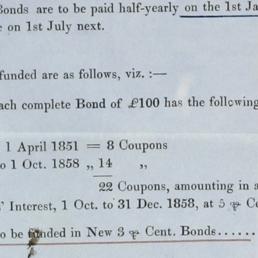 Bonds are to be paid half-yearly on the 1st Ja
e on 1st July next.
funded are as follows, viz. :—
ach complete Bond of £100 has the following
1 April 1851 = 8 Coupons
o 1 Oct. 1858 „ 14 „
22 Coupons, amounting in a
' Interest, 1 Oct. to 31 Dec. 1858, at 5 ⅌ Ce
o be funded in New 3 ⅌ Cent. Bonds......